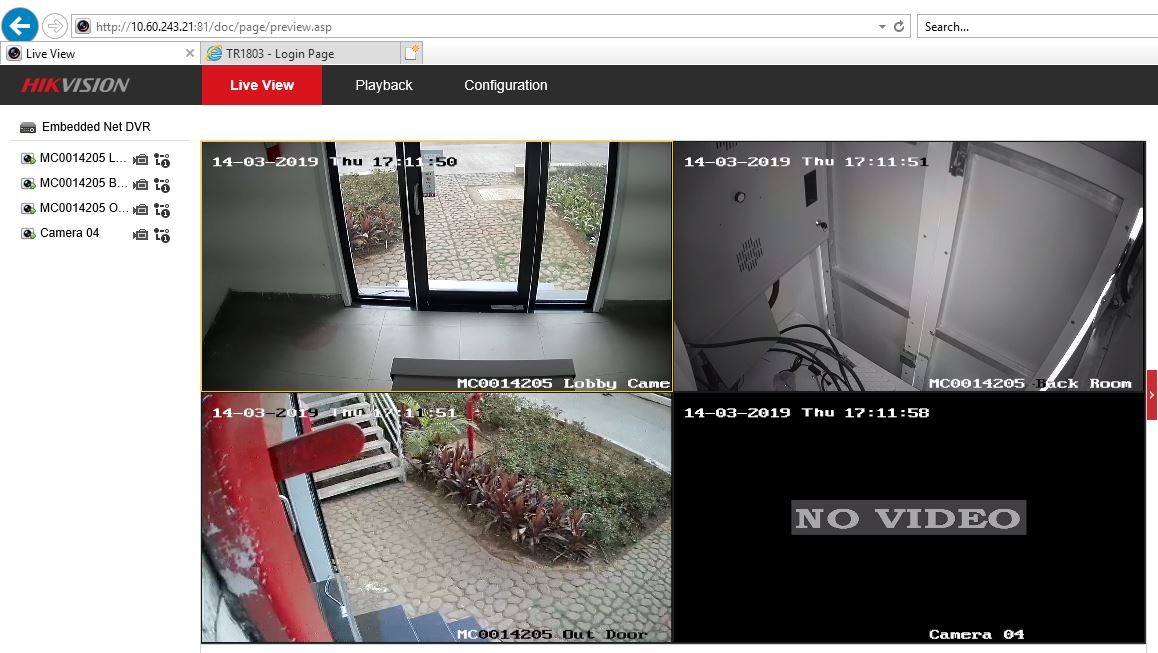 http://10.60.243.21:81/doc/page/preview.asp
Search...
Live View
TR1803 - Login Page
HIKVISION
Live View
Playback
Configuration
Embedded Net DVR
MC0014205 L...
MC0014205 B...
MC0014205 O...
Camera 04
14-03-2019 Thu 17:11:50
MC0014205 Lobby Came
14-03-2019 Thu 17:11:51
MC0014205 Back Room
14-03-2019 Thu 17:11:51
MC0014205 Out Door
14-03-2019 Thu 17:11:58
NO VIDEO
Camera 04